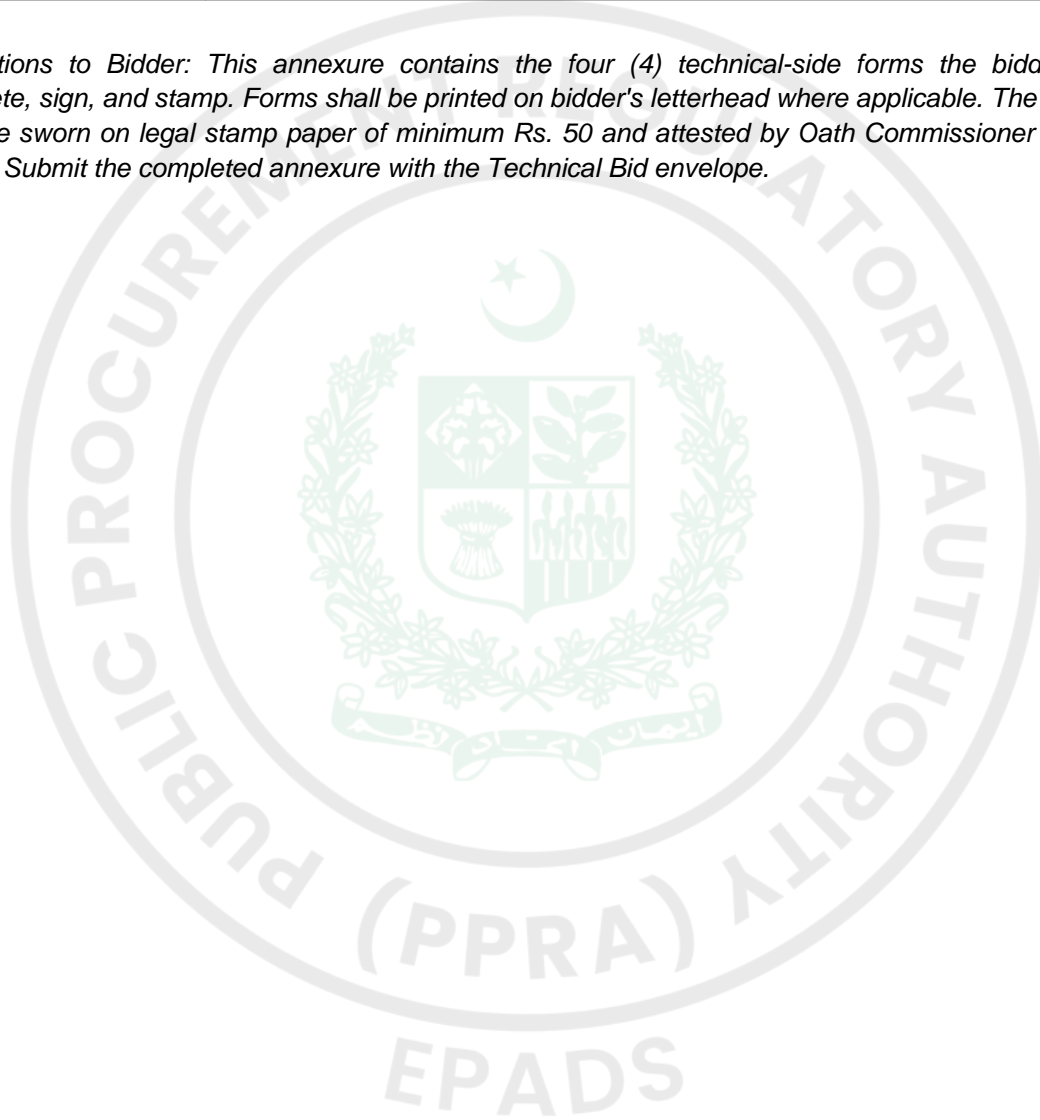 tions to Bidder: This annexure contains the four (4) technical-side forms the bidd
ete, sign, and stamp. Forms shall be printed on bidder's letterhead where applicable. The
e sworn on legal stamp paper of minimum Rs. 50 and attested by Oath Commissioner
Submit the completed annexure with the Technical Bid envelope.
PUBLIC PROCUREMENT REGULATORY AUTHORITY
ایمان اتحاد نظم
(PPRA)
EPADS